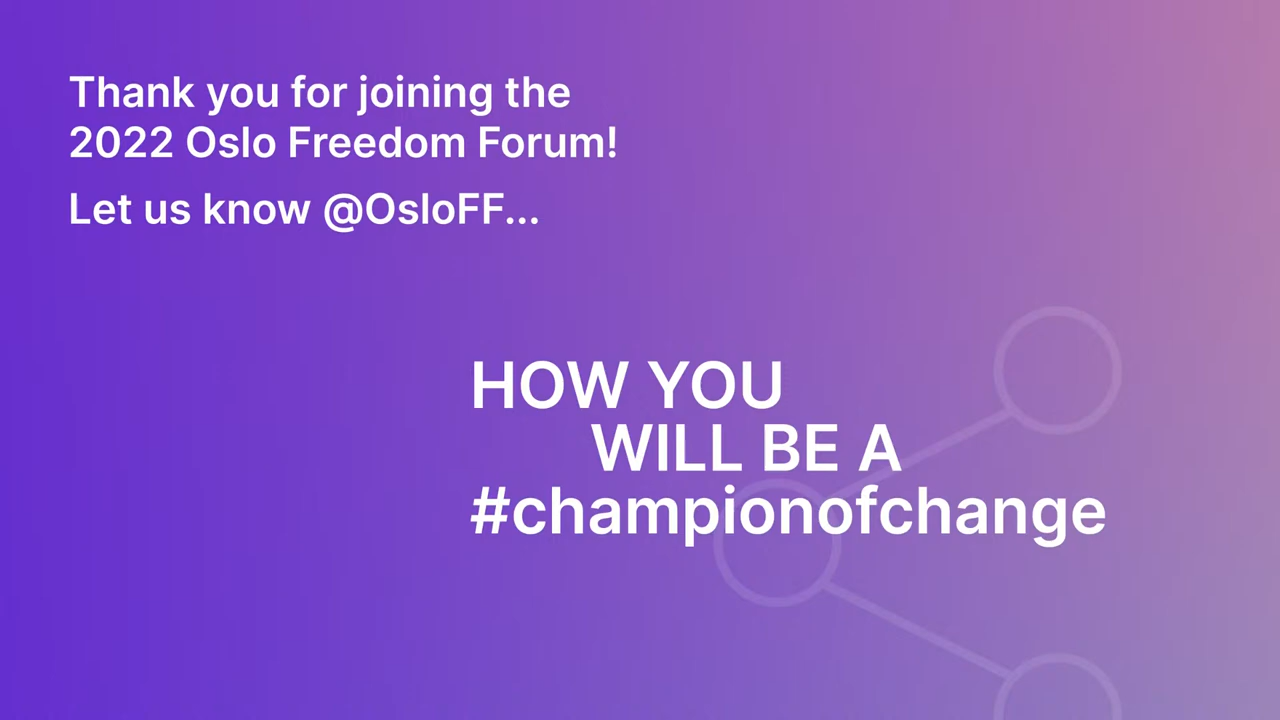 Thank you for joining the
2022 Oslo Freedom Forum!
Let us know @OsloFF...
HOW YOU
WILL BE A
#championofchange